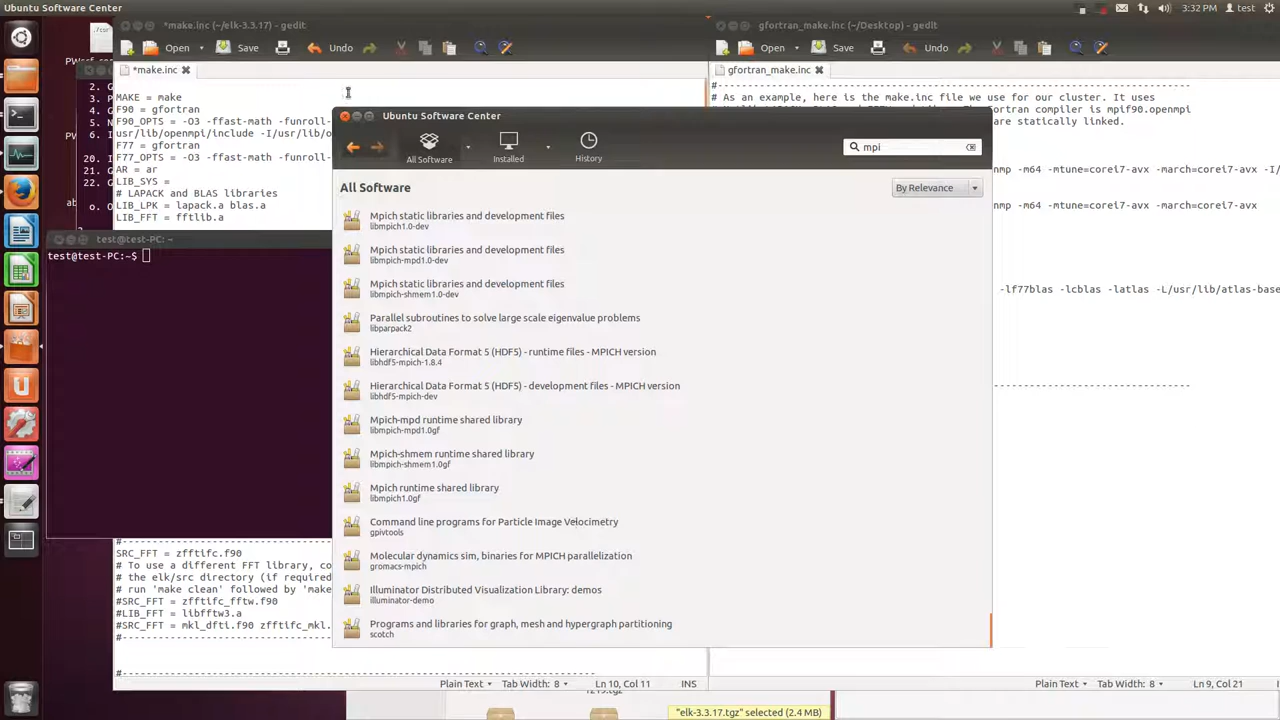 Ubuntu Software Center
3:32 PM
test
*make.inc (~/elk-3.3.17) - gedit
gfortran_make.inc (~/Desktop) - gedit
Open
Save
Undo
Open
Save
Undo
*make.inc
gfortran_make.inc
MAKE = make
F90 = gfortran
F90_OPTS = -O3 -ffast-math -funroll-
usr/lib/openmpi/include -I/usr/lib/o
F77 = gfortran
F77_OPTS = -O3 -ffast-math -funroll-
AR = ar
LIB_SYS =
# LAPACK and BLAS libraries
LIB_LPK = lapack.a blas.a
LIB_FFT = fftlib.a
#
# As an example, here is the make.inc file we use for our cluster. It uses
tran compiler is mpif90.openmpi
are statically linked.
nmp -m64 -mtune=corei7-avx -march=corei7-avx -I/
nmp -m64 -mtune=corei7-avx -march=corei7-avx
-lf77blas -lcblas -latlas -L/usr/lib/atlas-base
Ubuntu Software Center
All Software
Installed
History
mpi
All Software
By Relevance
Mpich static libraries and development files
libmpich1.0-dev
Mpich static libraries and development files
libmpich-mpd1.0-dev
Mpich static libraries and development files
libmpich-shmem1.0-dev
Parallel subroutines to solve large scale eigenvalue problems
libparpack2
Hierarchical Data Format 5 (HDF5) - runtime files - MPICH version
libhdf5-mpich-1.8.4
Hierarchical Data Format 5 (HDF5) - development files - MPICH version
libhdf5-mpich-dev
Mpich-mpd runtime shared library
libmpich-mpd1.0gf
Mpich-shmem runtime shared library
libmpich-shmem1.0gf
Mpich runtime shared library
libmpich1.0gf
Command line programs for Particle Image Velocimetry
gpivtools
Molecular dynamics sim, binaries for MPICH parallelization
gromacs-mpich
Illuminator Distributed Visualization Library: demos
illuminator-demo
Programs and libraries for graph, mesh and hypergraph partitioning
scotch
test@test-PC: ~
test@test-PC:~$
SRC_FFT = zfftifc.f90
# To use a different FFT library, co
# the elk/src directory (if required
# run 'make clean' followed by 'make
#SRC_FFT = zfftifc_fftw.f90
#LIB_FFT = libfftw3.a
#SRC_FFT = mkl_dfti.f90 zfftifc_mkl.
Plain Text
Tab Width: 8
Ln 10, Col 11
INS
Plain Text
Tab Width: 8
Ln 9, Col 21
"elk-3.3.17.tgz" selected (2.4 MB)